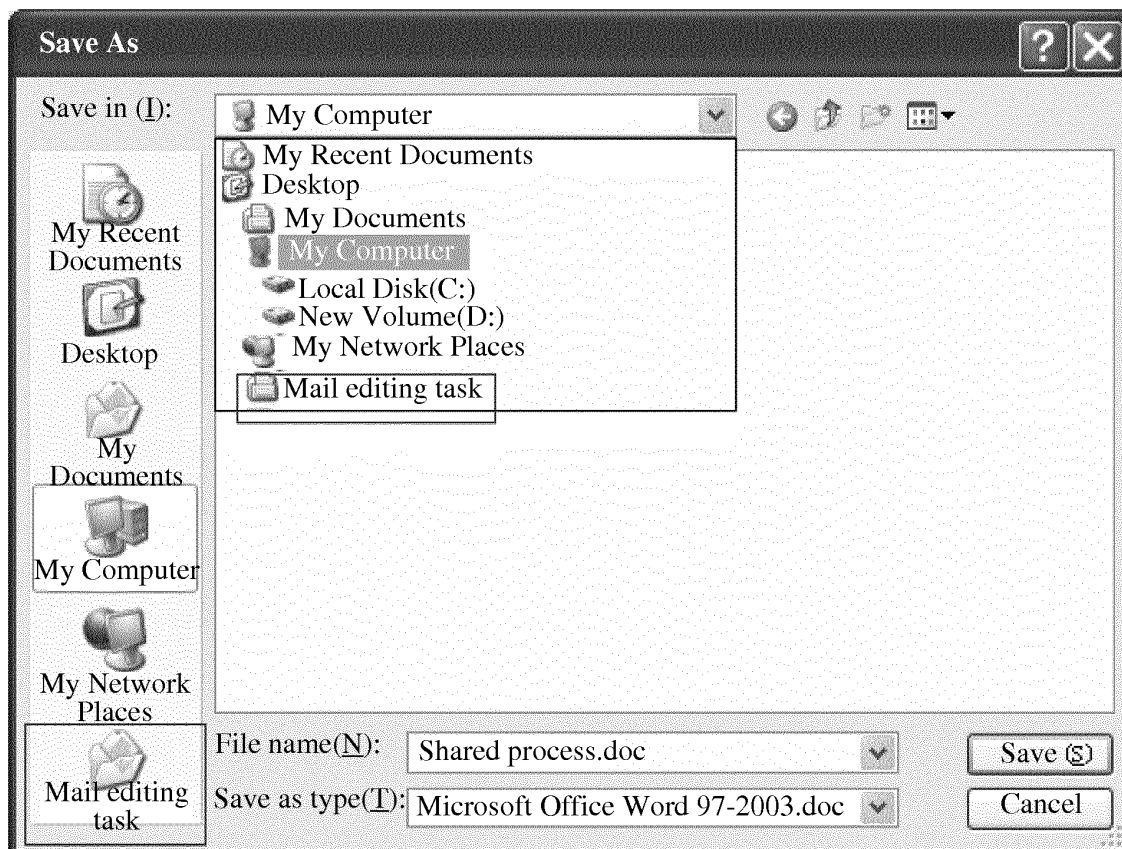 Save As
Save in (I):
My Computer
My Recent Documents
Desktop
My Documents
My Computer
Local Disk(C:)
New Volume(D:)
My Network Places
Mail editing task
My Recent
Documents
Desktop
My
Documents
My Computer
My Network
Places
Mail editing
task
File name(N):
Shared process.doc
Save (S)
Save as type(T):
Microsoft Office Word 97-2003.doc
Cancel